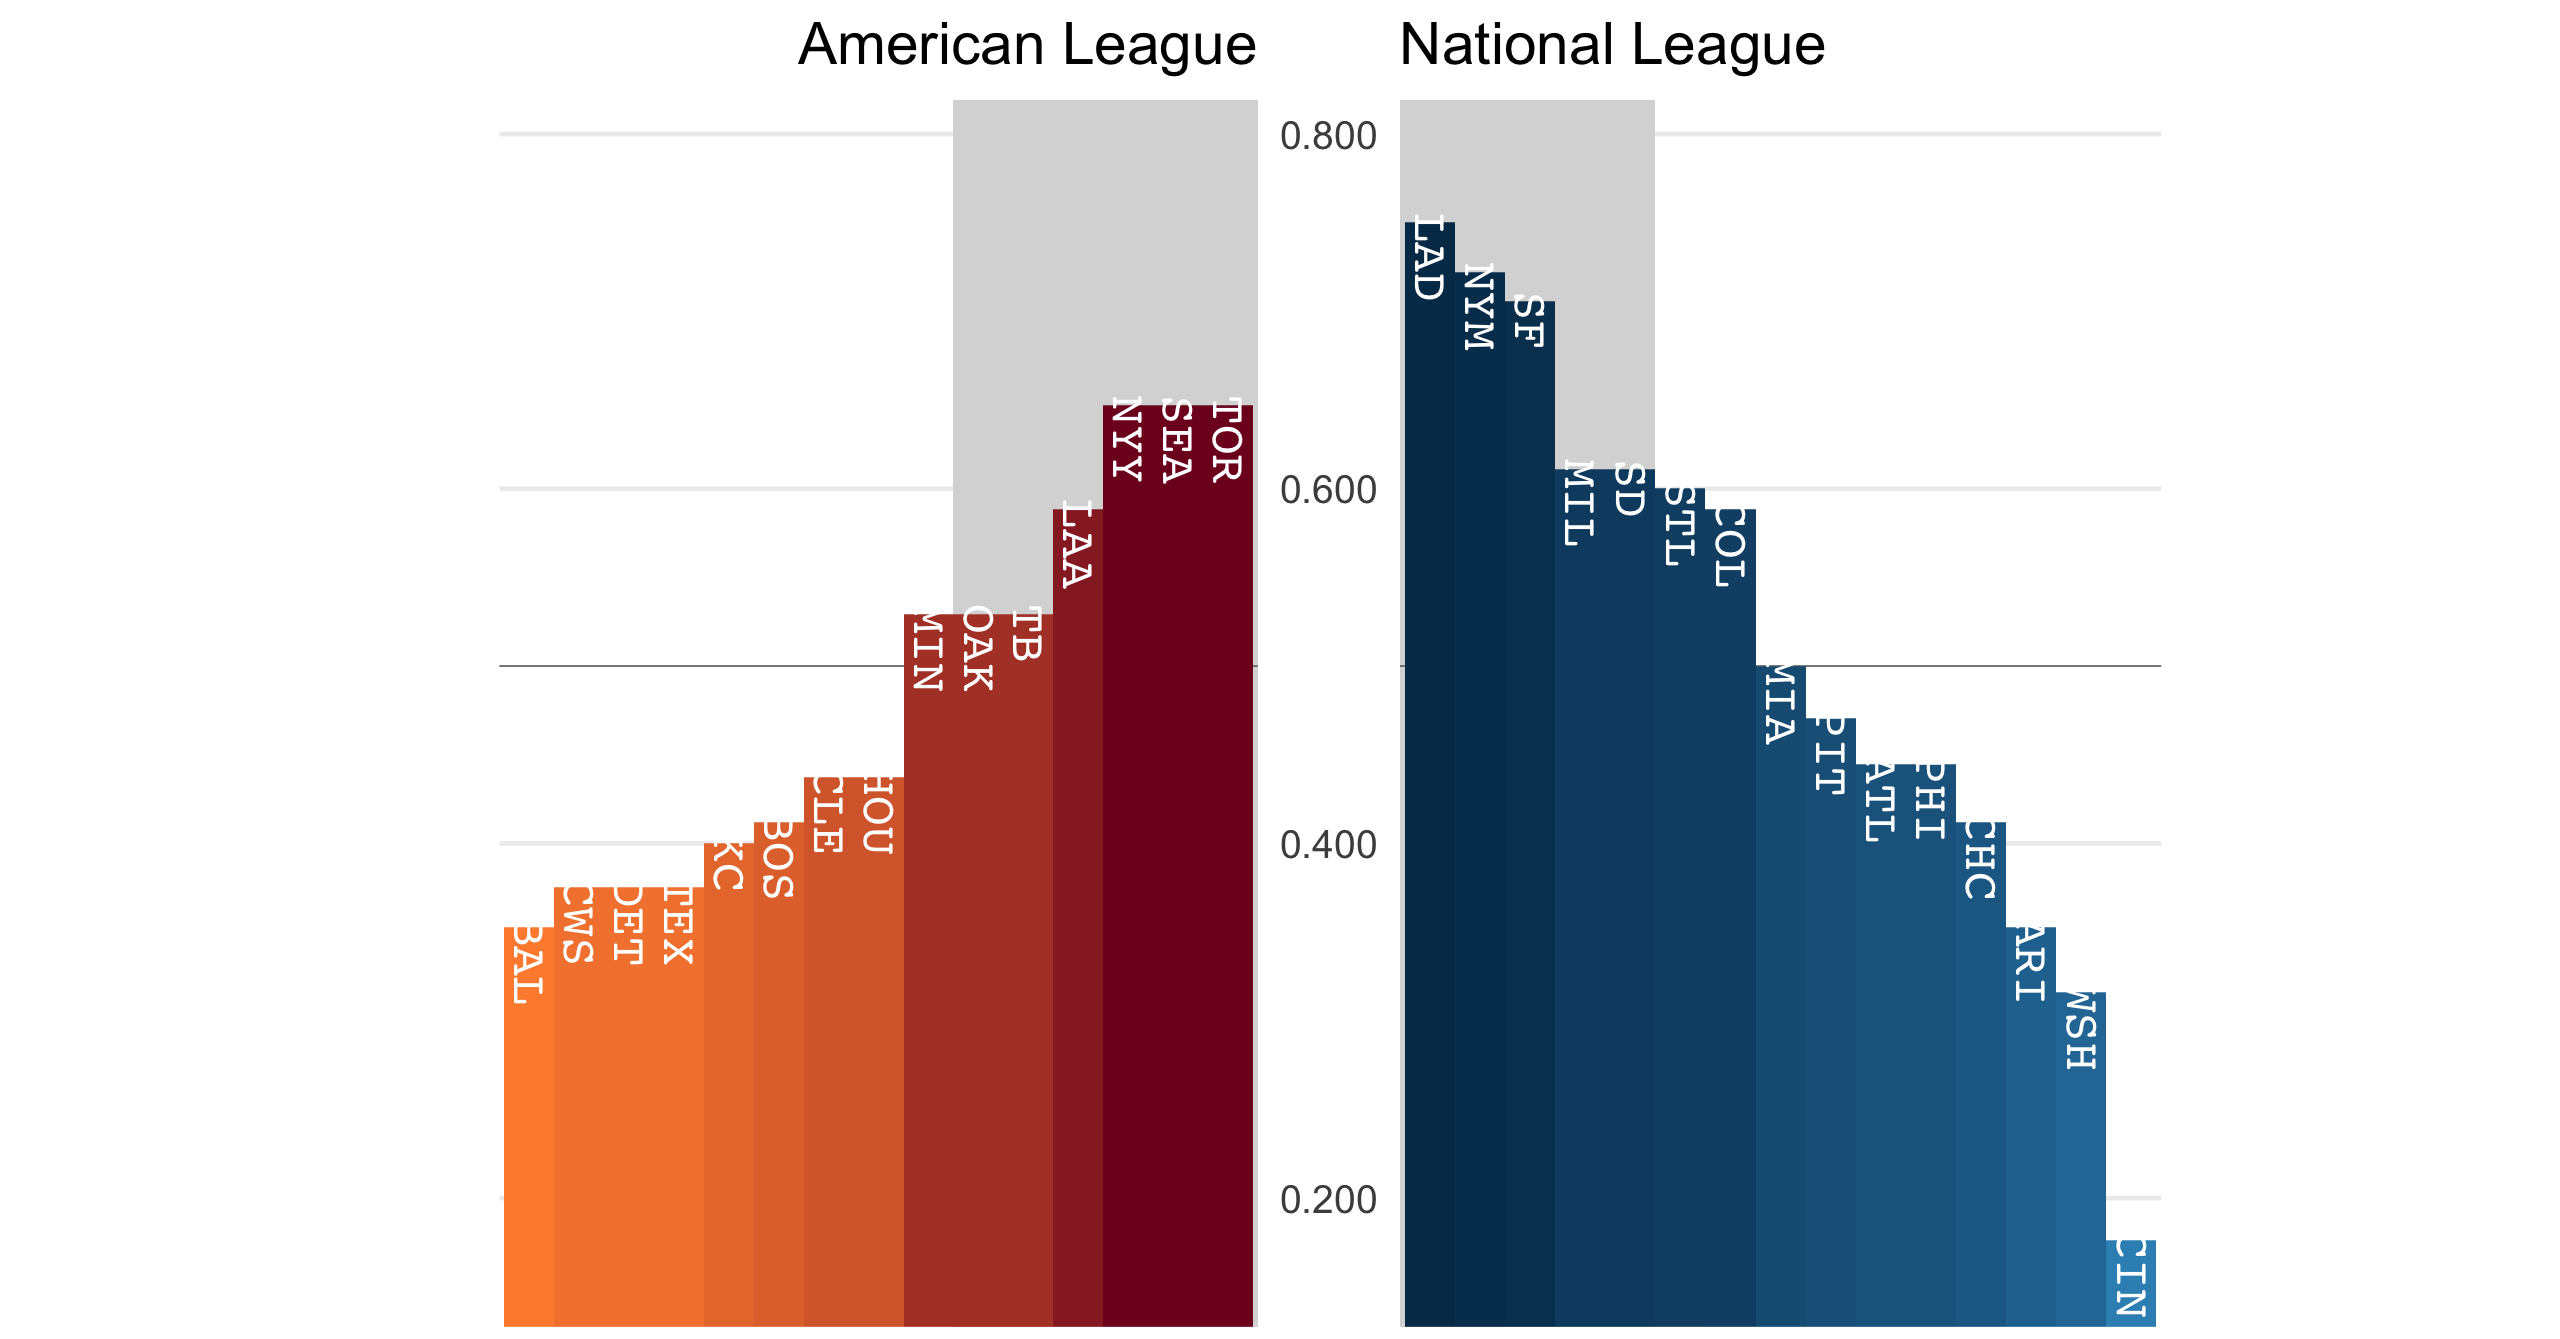 American League
National League
0.800
0.600
0.400
0.200
BAL
CWS
DET
TEX
KC
BOS
CLE
HOU
MIN
OAK
TB
LAA
NYY
SEA
TOR
LAD
NYM
SF
MIL
SD
STL
COL
MIA
PIT
ATL
PHI
CHC
ARI
WSH
CIN